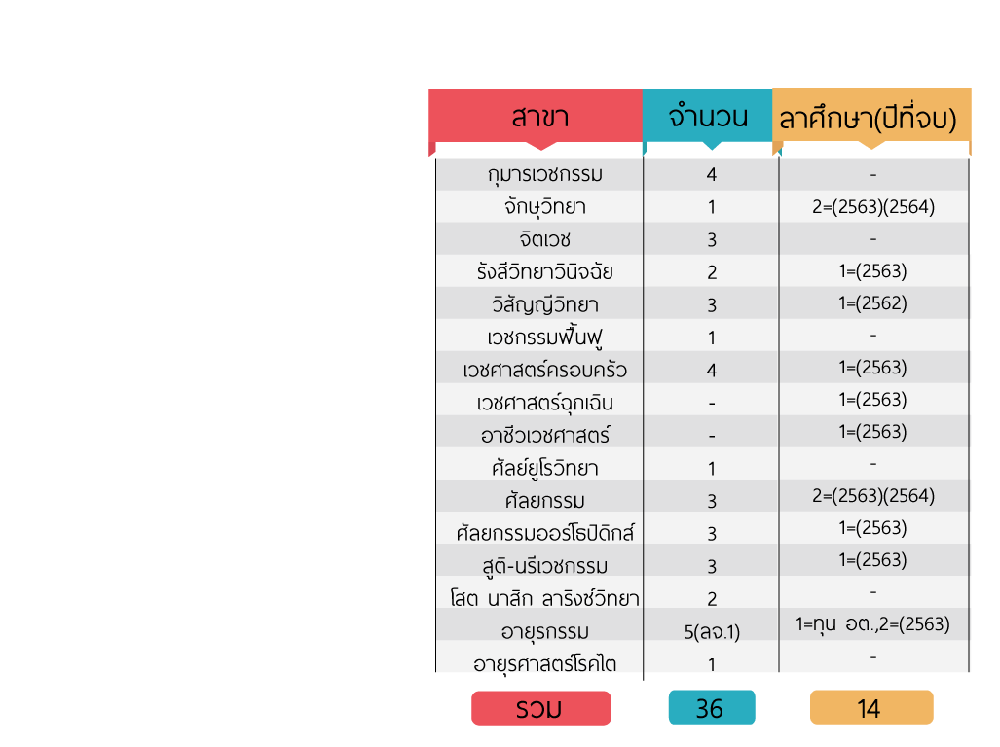 สาขา จำนวน ลาศึกษา(ปีที่จบ)
กุมารเวชกรรม 4 -
จักษุวิทยา 1 2=(2563)(2564)
จิตเวช 3 -
รังสีวิทยาวินิจฉัย 2 1=(2563)
วิสัญญีวิทยา 3 1=(2562)
เวชกรรมฟื้นฟู 1 -
เวชศาสตร์ครอบครัว 4 1=(2563)
เวชศาสตร์ฉุกเฉิน - 1=(2563)
อาชีวเวชศาสตร์ - 1=(2563)
ศัลย์ยูโรวิทยา 1 -
ศัลยกรรม 3 2=(2563)(2564)
ศัลยกรรมออร์โธปิดิกส์ 3 1=(2563)
สูติ-นรีเวชกรรม 3 1=(2563)
โสต นาสิก ลาริงซ์วิทยา 2 -
อายุรกรรม 5(ลจ.1) 1=ทุน อต.,2=(2563)
อายุรศาสตร์โรคไต 1 -
รวม 36 14